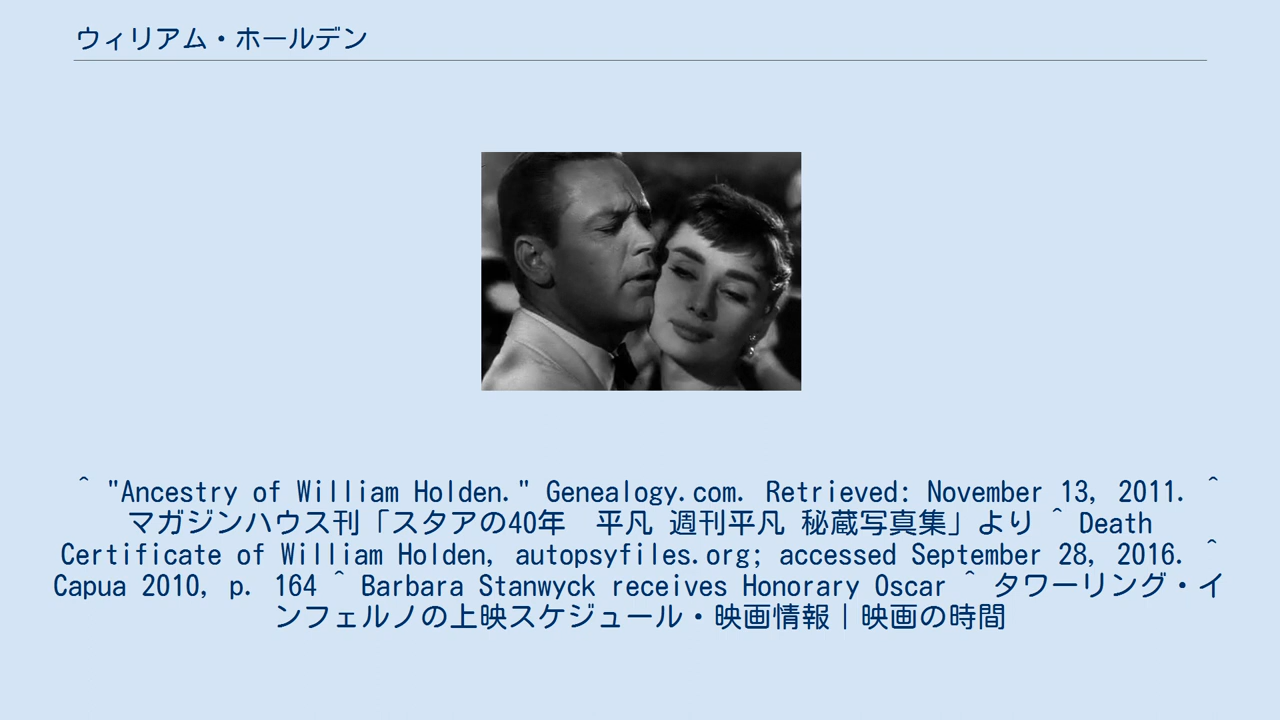 ウィリアム・ホールデン
^ "Ancestry of William Holden." Genealogy.com. Retrieved: November 13, 2011. ^
マガジンハウス刊「スタアの40年　平凡 週刊平凡 秘蔵写真集」より ^ Death
Certificate of William Holden, autopsyfiles.org; accessed September 28, 2016. ^
Capua 2010, p. 164 ^ Barbara Stanwyck receives Honorary Oscar ^ タワーリング・イ
ンフェルノの上映スケジュール・映画情報｜映画の時間